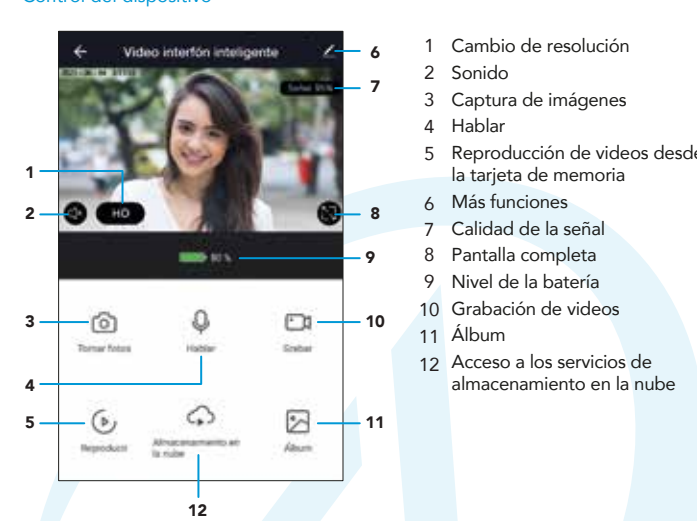 Control del dispositivo
Video interfón inteligente
6
7
Señal 95%
1
2
HD
8
80 %
9
3
Tomar fotos
Hablar
Grabar
10
4
5
Reproducir
Almacenamiento en
la nube
Álbum
11
12
1 Cambio de resolución
2 Sonido
3 Captura de imágenes
4 Hablar
5 Reproducción de videos desde
la tarjeta de memoria
6 Más funciones
7 Calidad de la señal
8 Pantalla completa
9 Nivel de la batería
10 Grabación de videos
11 Álbum
12 Acceso a los servicios de
almacenamiento en la nube